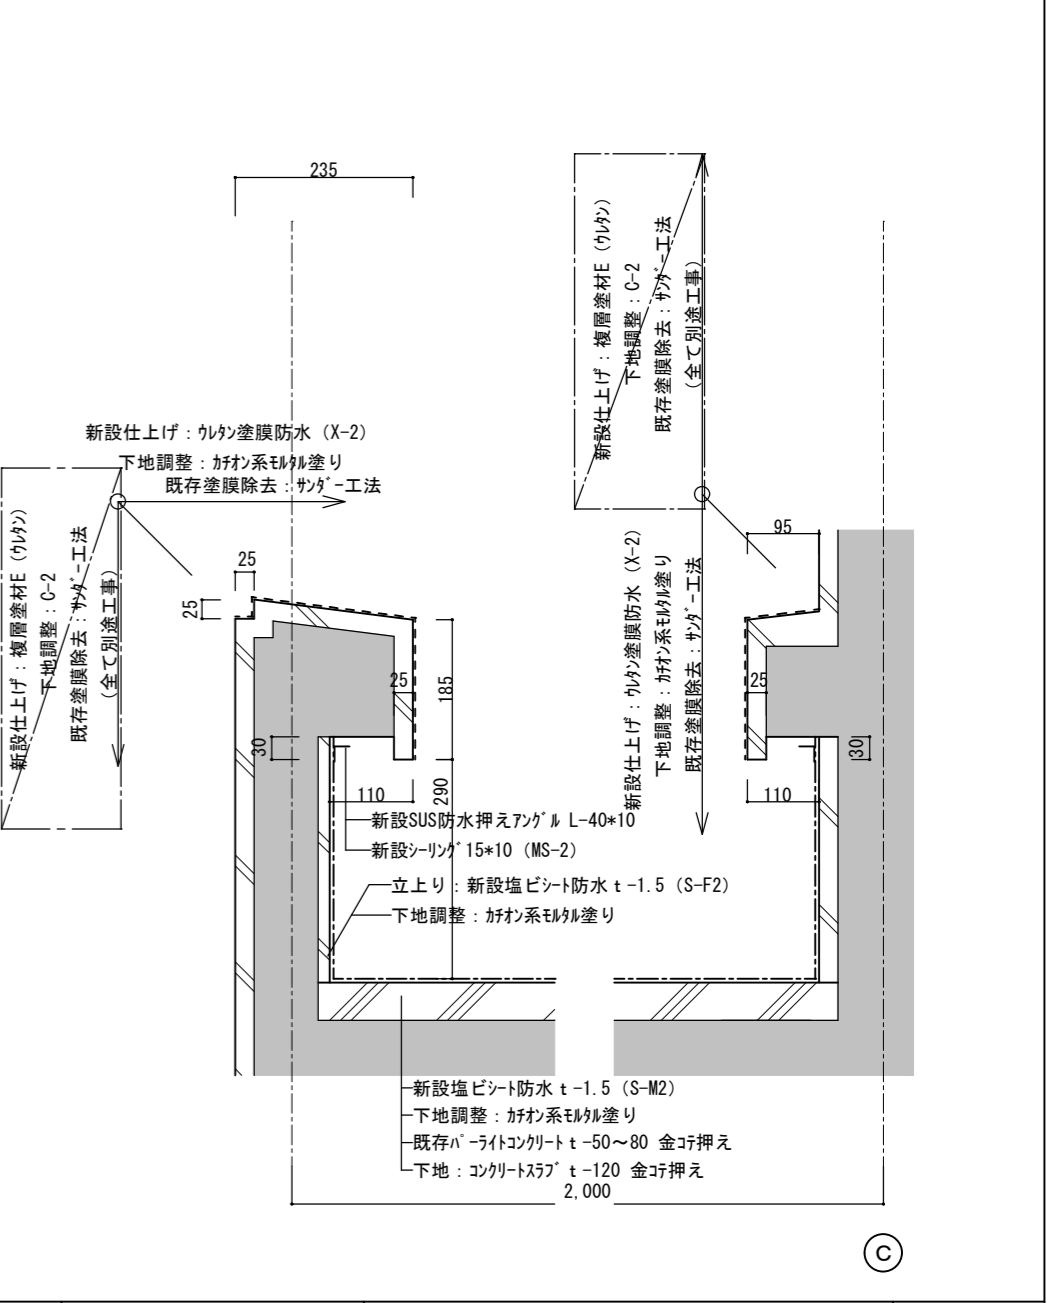 235
新設仕上げ：複層塗材E（ウレタン）
下地調整：C-2
既存塗膜除去：サンダー工法
（全て別途工事）
新設仕上げ：ウレタン塗膜防水（X-2）
下地調整：カチオン系モルタル塗り
既存塗膜除去：サンダー工法
新設仕上げ：複層塗材E（ウレタン）
下地調整：C-2
既存塗膜除去：サンダー工法
（全て別途工事）
新設仕上げ：ウレタン塗膜防水（X-2）
下地調整：カチオン系モルタル塗り
既存塗膜除去：サンダー工法
95
25
25
25
185
25
30
30
110
290
110
新設SUS防水押えアングル L-40*10
新設シーリング15*10（MS-2）
立上り：新設塩ビシート防水ｔ-1.5（S-F2）
下地調整：カチオン系モルタル塗り
新設塩ビシート防水ｔ-1.5（S-M2）
下地調整：カチオン系モルタル塗り
既存パーライトコンクリートｔ-50～80 金コテ押え
下地：コンクリートスラブｔ-120 金コテ押え
2,000
C